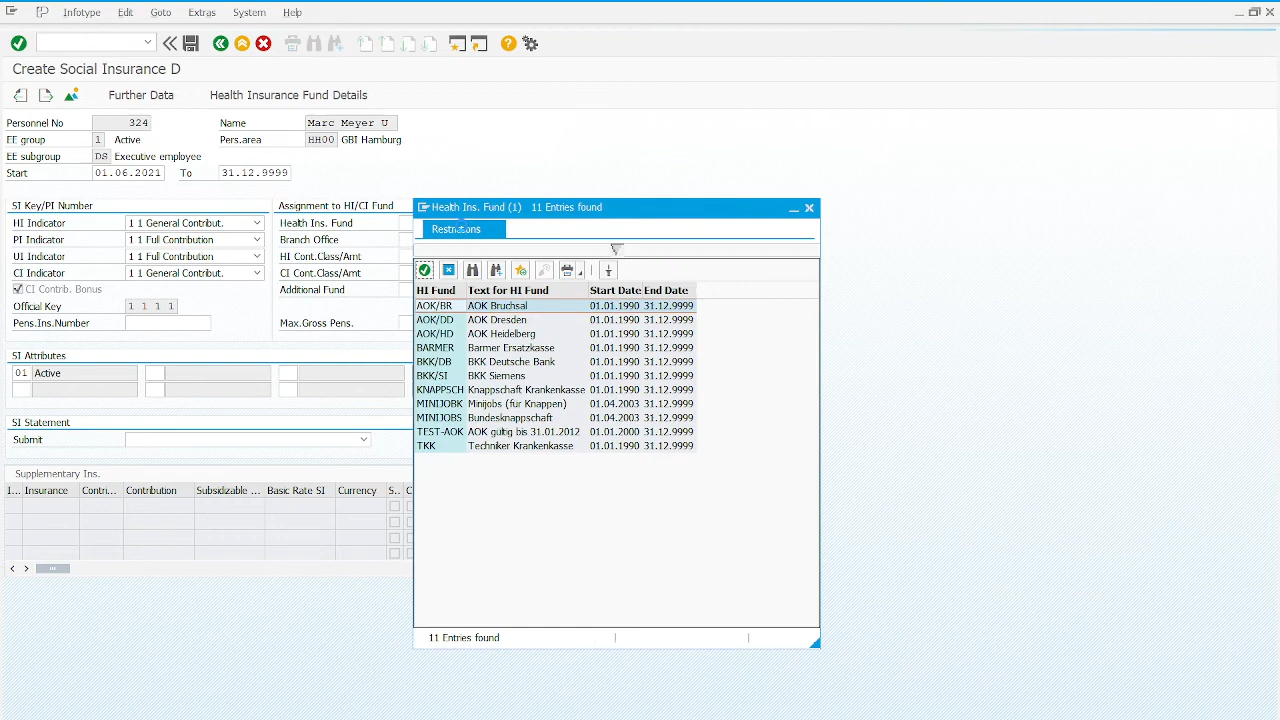 Infotype Edit Goto Extras System Help
Create Social Insurance D
Further Data Health Insurance Fund Details
Personnel No 324 Name Marc Meyer U
EE group 1 Active Pers.area HH00 GBI Hamburg
EE subgroup DS Executive employee
Start 01.06.2021 To 31.12.9999
SI Key/PI Number Assignment to HI/CI Fund
HI Indicator 1 1 General Contribut. Health Ins. Fund
PI Indicator 1 1 Full Contribution Branch Office
UI Indicator 1 1 Full Contribution HI Cont.Class/Amt
CI Indicator 1 1 General Contribut. CI Cont.Class/Amt
CI Contrib. Bonus Additional Fund
Official Key 1 1 1 1
Pens.Ins.Number Max.Gross Pens.
SI Attributes
01 Active
SI Statement
Submit
Supplementary Ins.
I... Insurance Contri... Contribution Subsidizable ... Basic Rate SI Currency S.. C
Health Ins. Fund (1) 11 Entries found
Restrictions
HI Fund Text for HI Fund Start Date End Date
AOK/BR AOK Bruchsal 01.01.1990 31.12.9999
AOK/DD AOK Dresden 01.01.1990 31.12.9999
AOK/HD AOK Heidelberg 01.01.1990 31.12.9999
BARMER Barmer Ersatzkasse 01.01.1990 31.12.9999
BKK/DB BKK Deutsche Bank 01.01.1990 31.12.9999
BKK/SI BKK Siemens 01.01.1990 31.12.9999
KNAPPSCH Knappschaft Krankenkasse 01.01.1990 31.12.9999
MINIJOBK Minijobs (für Knappen) 01.04.2003 31.12.9999
MINIJOBS Bundesknappschaft 01.04.2003 31.12.9999
TEST-AOK AOK gültig bis 31.01.2012 01.01.2000 31.12.9999
TKK Techniker Krankenkasse 01.01.1990 31.12.9999
11 Entries found